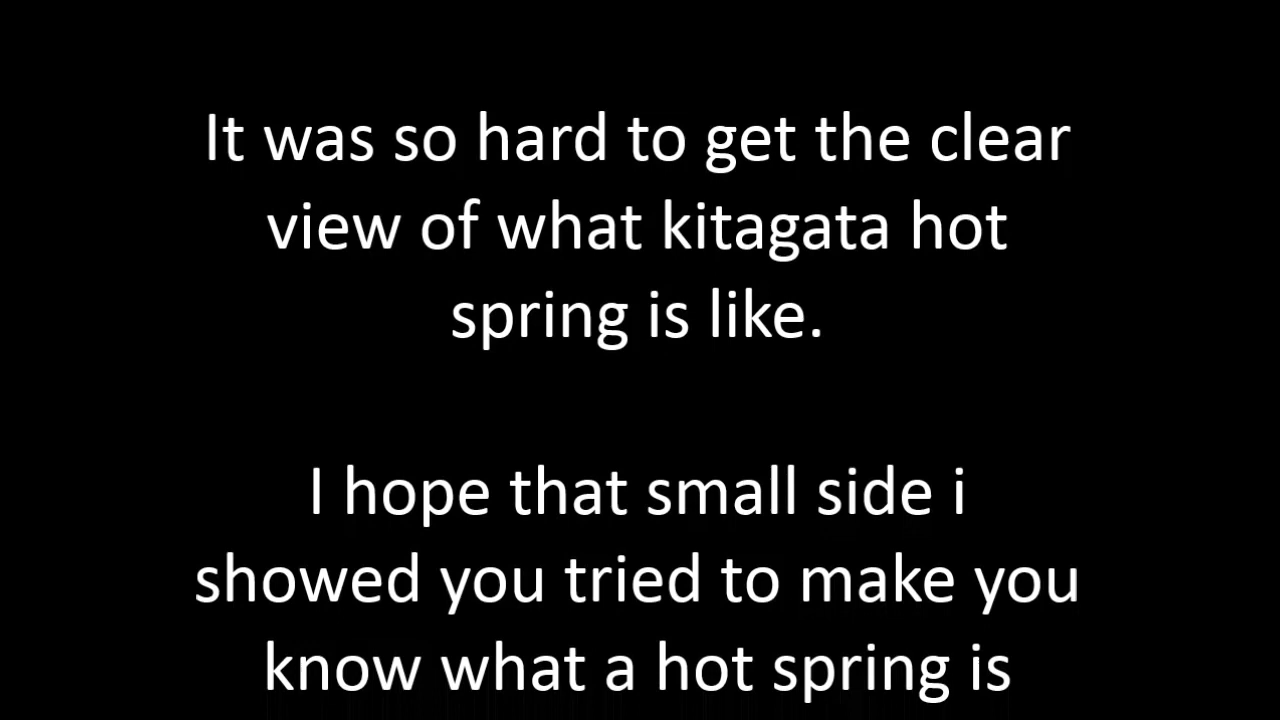 It was so hard to get the clear
view of what kitagata hot
spring is like.
I hope that small side i
showed you tried to make you
know what a hot spring is